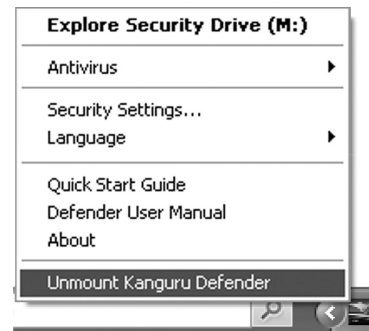 Explore Security Drive (M:)
Antivirus
Security Settings...
Language
Quick Start Guide
Defender User Manual
About
Unmount Kanguru Defender